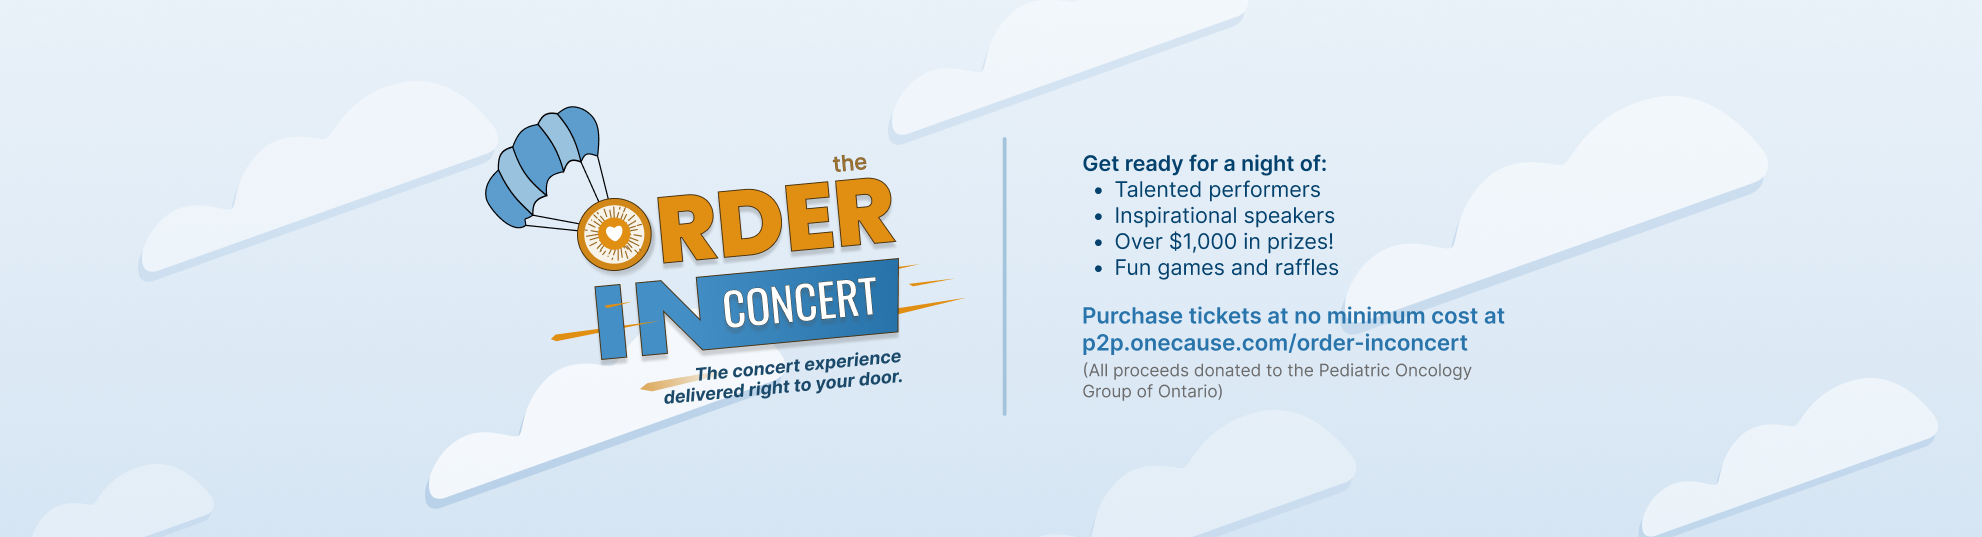 the
ORDER
IN CONCERT
The concert experience
delivered right to your door.
Get ready for a night of:
• Talented performers
• Inspirational speakers
• Over $1,000 in prizes!
• Fun games and raffles
Purchase tickets at no minimum cost at
p2p.onecause.com/order-inconcert
(All proceeds donated to the Pediatric Oncology
Group of Ontario)